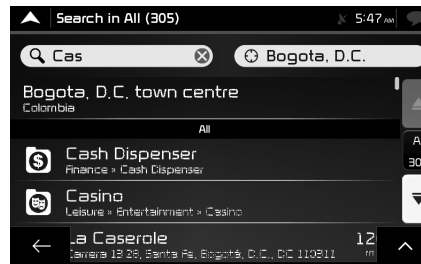 Search in All (305)
5:47 AM
Cas
Bogota, D.C.
Bogota, D.C. town centre
Colombia
All
Cash Dispenser
Finance » Cash Dispenser
Casino
Leisure » Entertainment » Casino
La Caserole
12
Carrera 13 28, Santa Fe, Bogotá, D.C., DC 110311
m